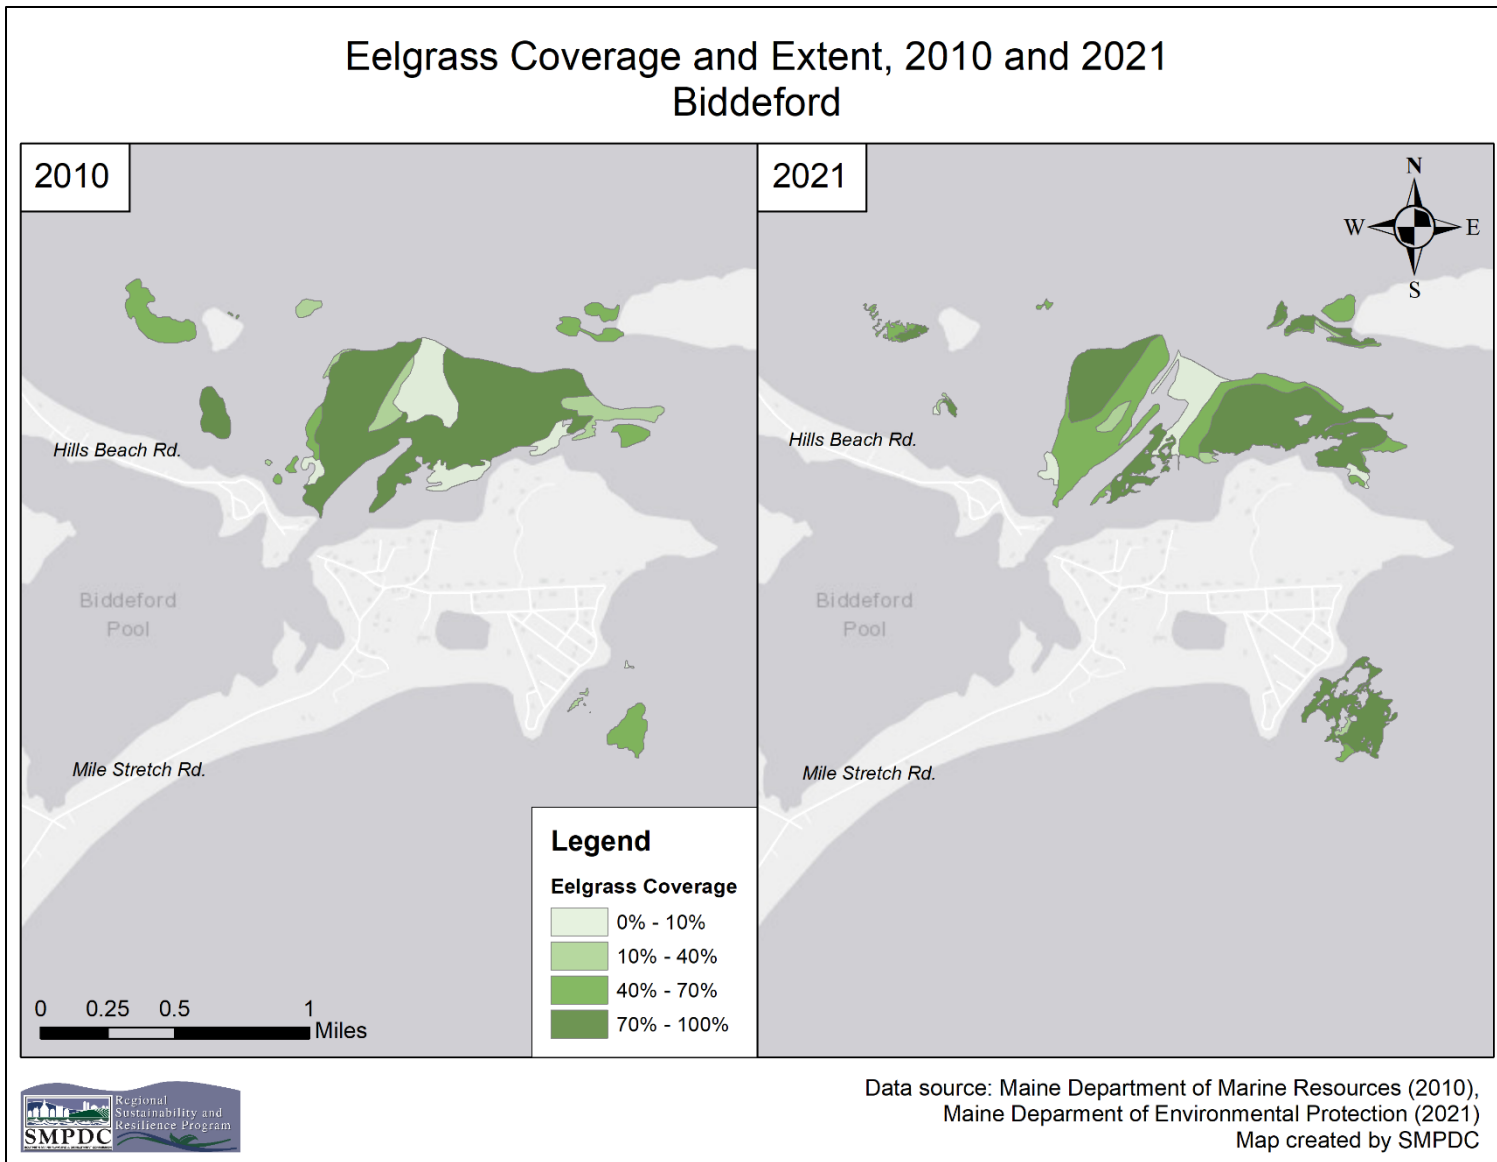 Eelgrass Coverage and Extent, 2010 and 2021
Biddeford
2010
2021
N
W
E
S
Hills Beach Rd.
Hills Beach Rd.
Biddeford
Pool
Biddeford
Pool
Mile Stretch Rd.
Mile Stretch Rd.
Legend
Eelgrass Coverage
0% - 10%
10% - 40%
40% - 70%
70% - 100%
0 0.25 0.5 1
Miles
Regional
Sustainability and
Resilience Program
SMPDC
Data source: Maine Department of Marine Resources (2010),
Maine Deparment of Environmental Protection (2021)
Map created by SMPDC